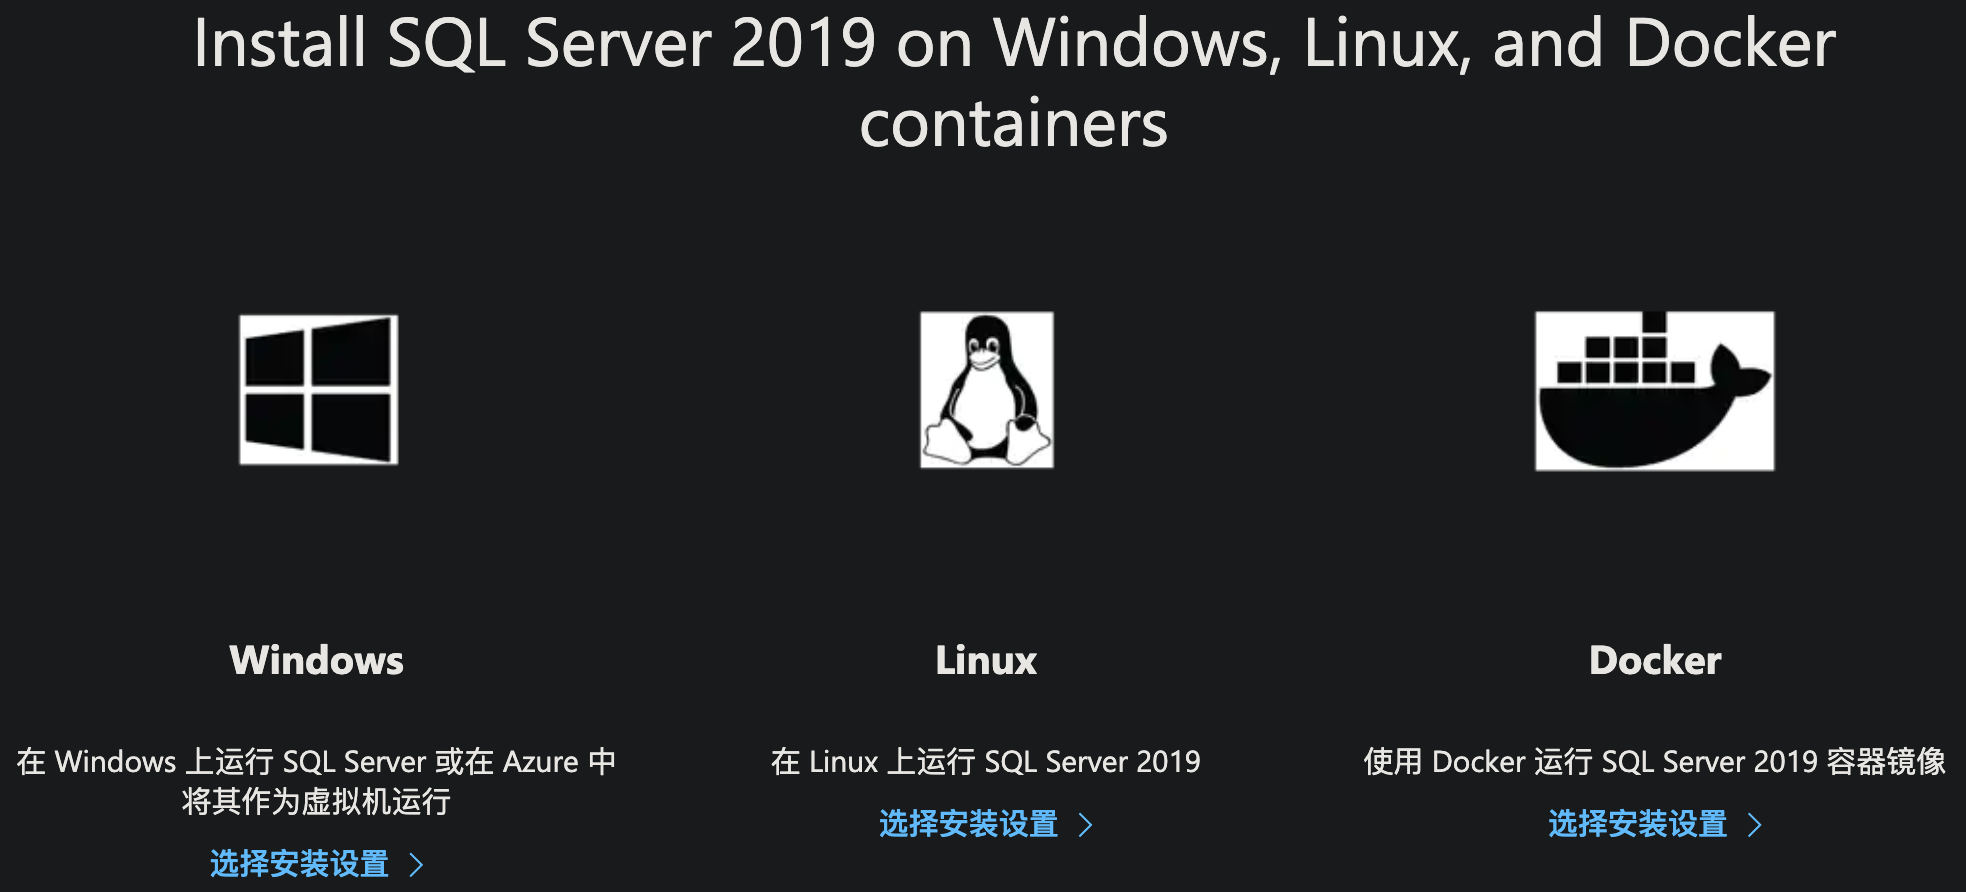 Install SQL Server 2019 on Windows, Linux, and Docker
containers
Windows
在 Windows 上运行 SQL Server 或在 Azure 中
将其作为虚拟机运行
选择安装设置 >
Linux
在 Linux 上运行 SQL Server 2019
选择安装设置 >
Docker
使用 Docker 运行 SQL Server 2019 容器镜像
选择安装设置 >